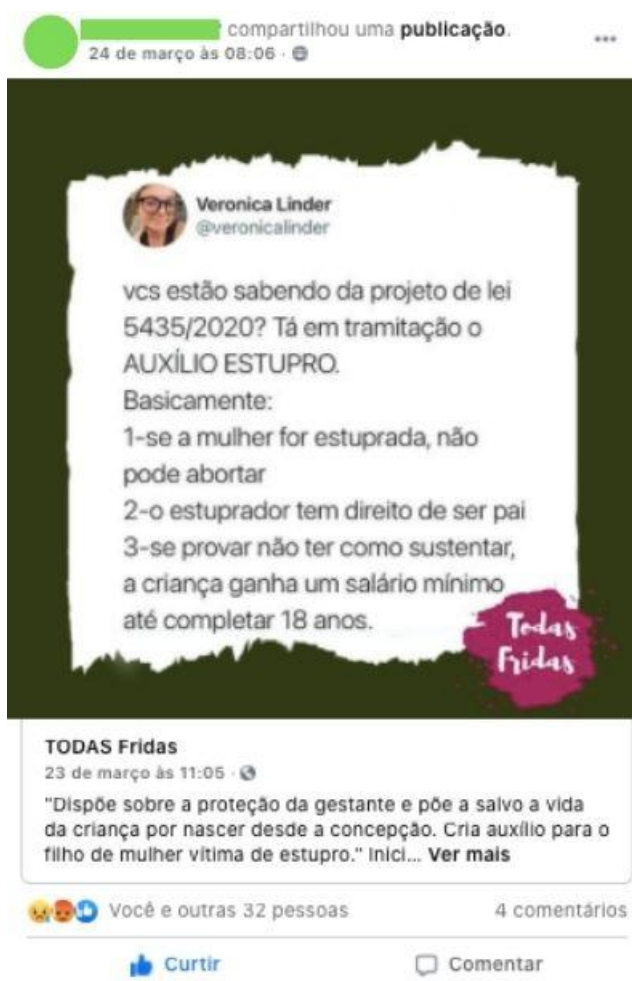 compartilhou uma publicação.
24 de março às 08:06 ·
Veronica Linder
@veronicalinder
vcs estão sabendo da projeto de lei
5435/2020? Tá em tramitação o
AUXÍLIO ESTUPRO.
Basicamente:
1-se a mulher for estuprada, não
pode abortar
2-o estuprador tem direito de ser pai
3-se provar não ter como sustentar,
a criança ganha um salário mínimo
até completar 18 anos.
Todas
Fridas
TODAS Fridas
23 de março às 11:05 ·
"Dispõe sobre a proteção da gestante e põe a salvo a vida
da criança por nascer desde a concepção. Cria auxílio para o
filho de mulher vítima de estupro." Inici... Ver mais
Você e outras 32 pessoas
4 comentários
Curtir
Comentar